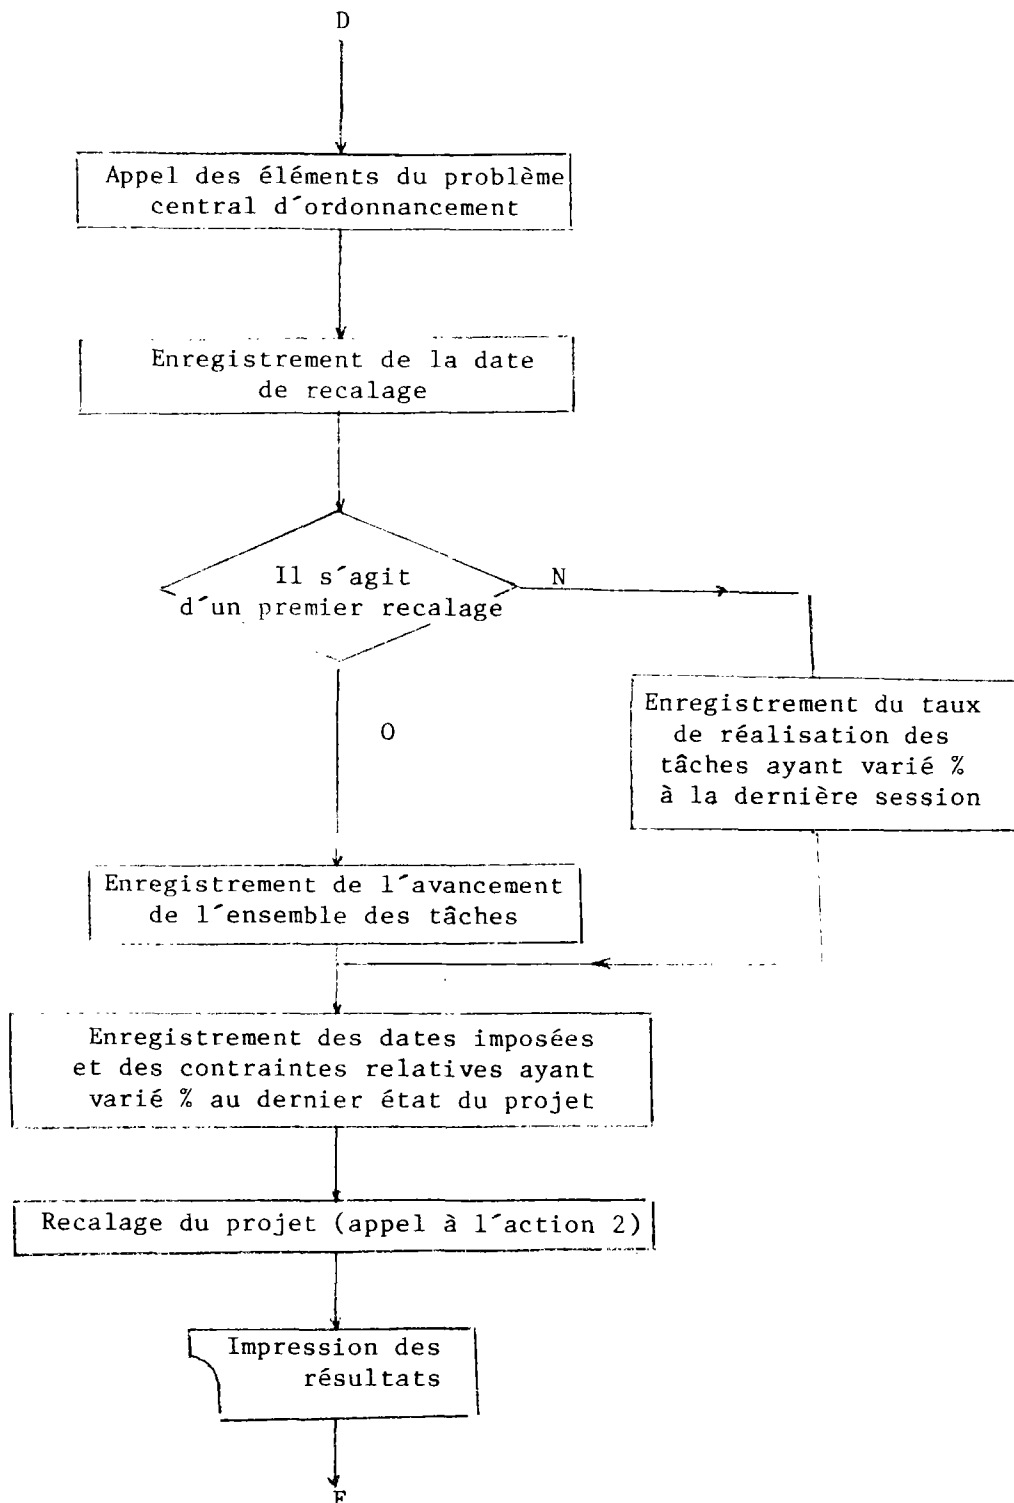 D
Appel des éléments du problème
central d´ordonnancement
Enregistrement de la date
de recalage
Il s´agit
d´un premier recalage
N
O
Enregistrement du taux
de réalisation des
tâches ayant varié %
à la dernière session
Enregistrement de l´avancement
de l´ensemble des tâches
Enregistrement des dates imposées
et des contraintes relatives ayant
varié % au dernier état du projet
Recalage du projet (appel à l´action 2)
Impression des
résultats